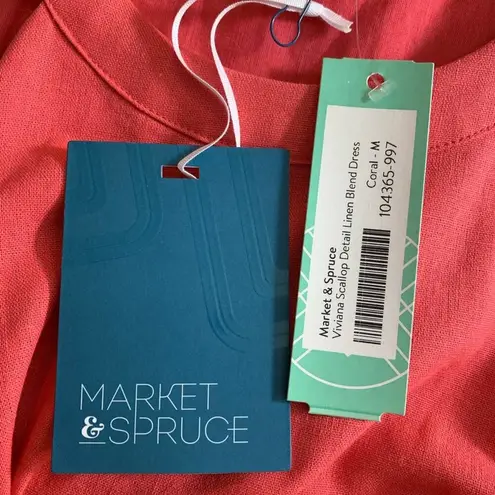 MARKET
& SPRUCE
Market & Spruce
Viviana Scallop Detail Linen Blend Dress
Coral - M
104365-997